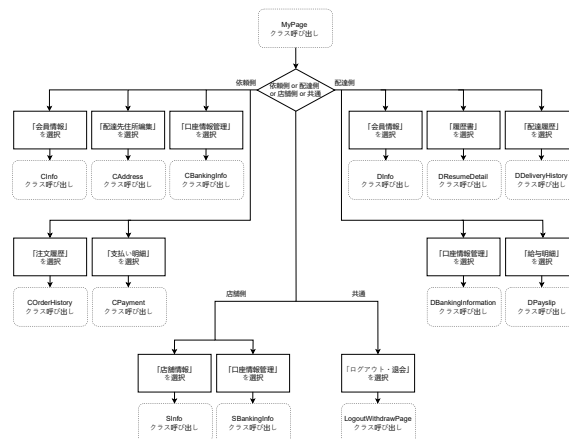 MyPage
クラス呼び出し
依頼側 or 配達側
or 店舗側 or 共通
依頼側
配達側
「会員情報」
を選択
「配達先住所編集」
を選択
「口座情報管理」
を選択
「会員情報」
を選択
「履歴書」
を選択
「配達履歴」
を選択
CInfo
クラス呼び出し
CAddress
クラス呼び出し
CBankingInfo
クラス呼び出し
DInfo
クラス呼び出し
DResumeDetail
クラス呼び出し
DDeliveryHistory
クラス呼び出し
「注文履歴」
を選択
「支払い明細」
を選択
「口座情報管理」
を選択
「給与明細」
を選択
COrderHistory
クラス呼び出し
CPayment
クラス呼び出し
DBankingInformation
クラス呼び出し
DPayslip
クラス呼び出し
店舗側
共通
「店舗情報」
を選択
「口座情報管理」
を選択
「ログアウト・退会」
を選択
SInfo
クラス呼び出し
SBankingInfo
クラス呼び出し
LogoutWithdrawPage
クラス呼び出し